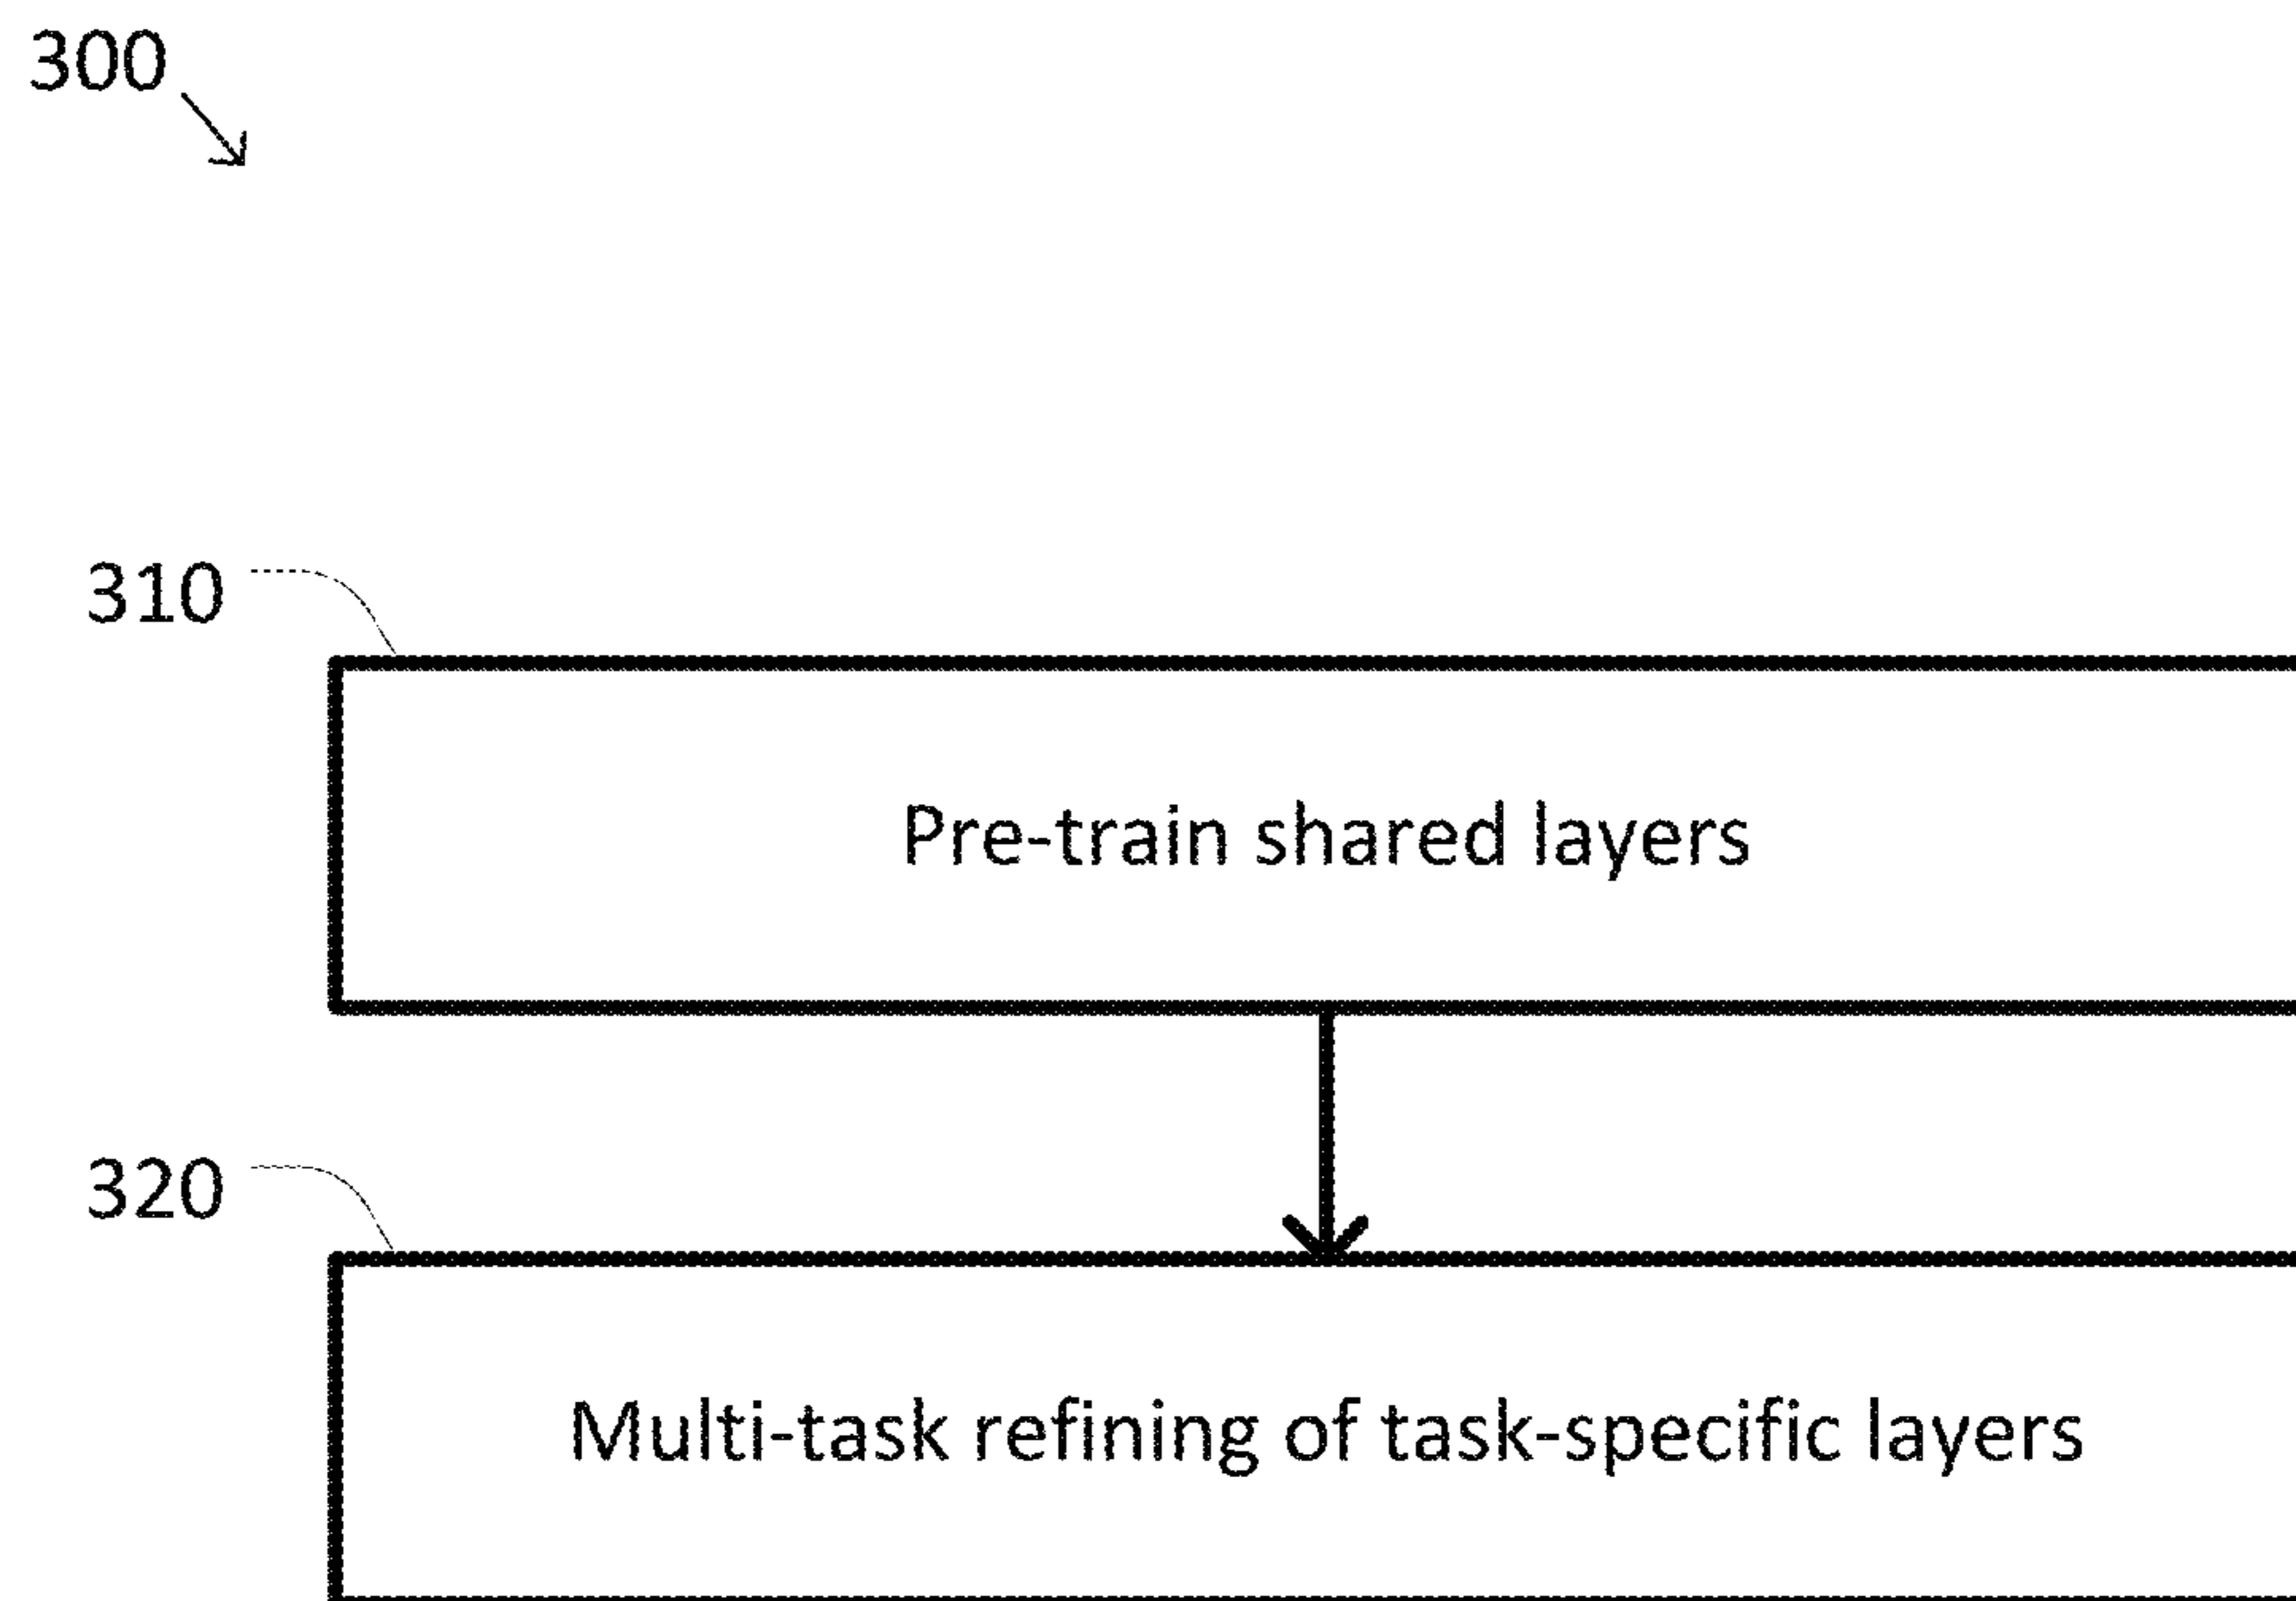 300
310
Pre-train shared layers
320
Multi-task refining of task-specific layers